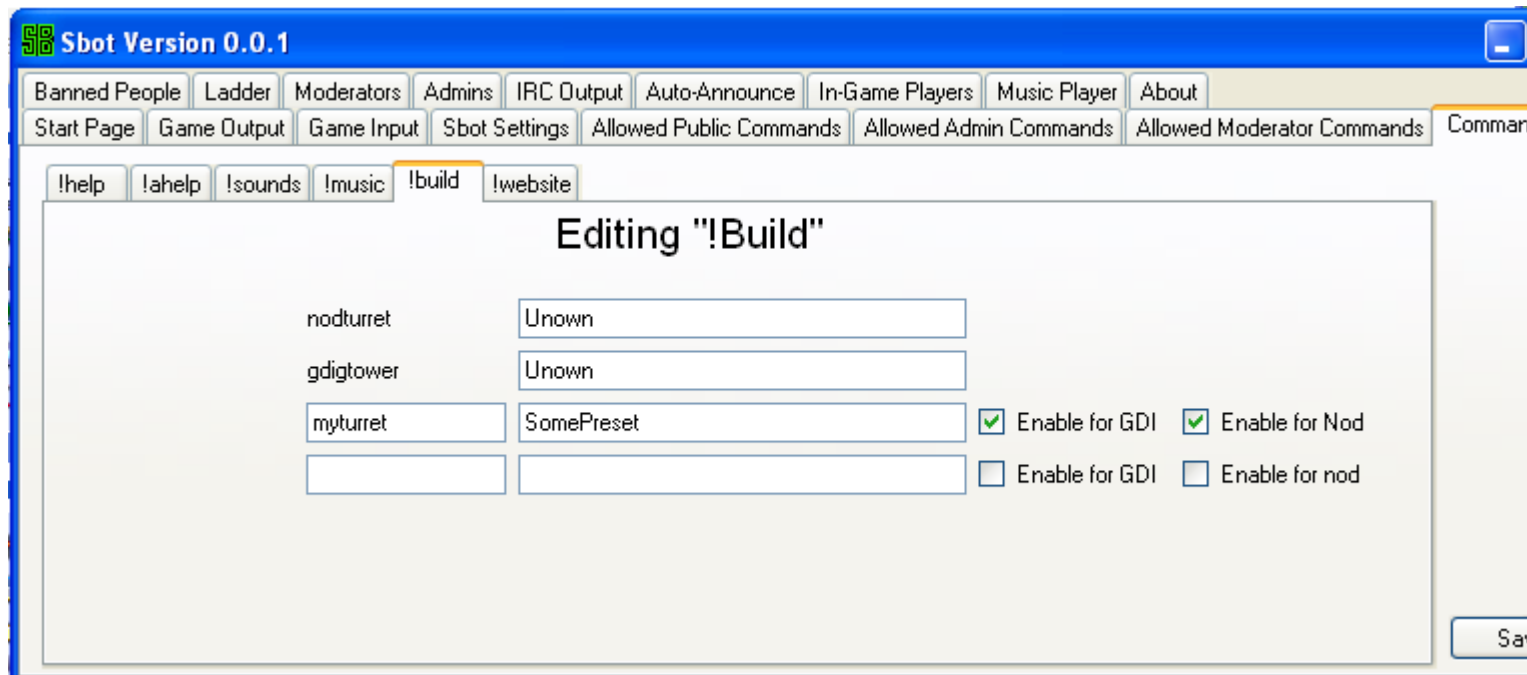 SB Sbot Version 0.0.1
Banned People Ladder Moderators Admins IRC Output Auto-Announce In-Game Players Music Player About
Start Page Game Output Game Input Sbot Settings Allowed Public Commands Allowed Admin Commands Allowed Moderator Commands
!help !ahelp !sounds !music !build !website
Editing "!Build"
nodturret Unown
gdigtower Unown
myturret SomePreset Enable for GDI Enable for Nod
Enable for GDI Enable for nod